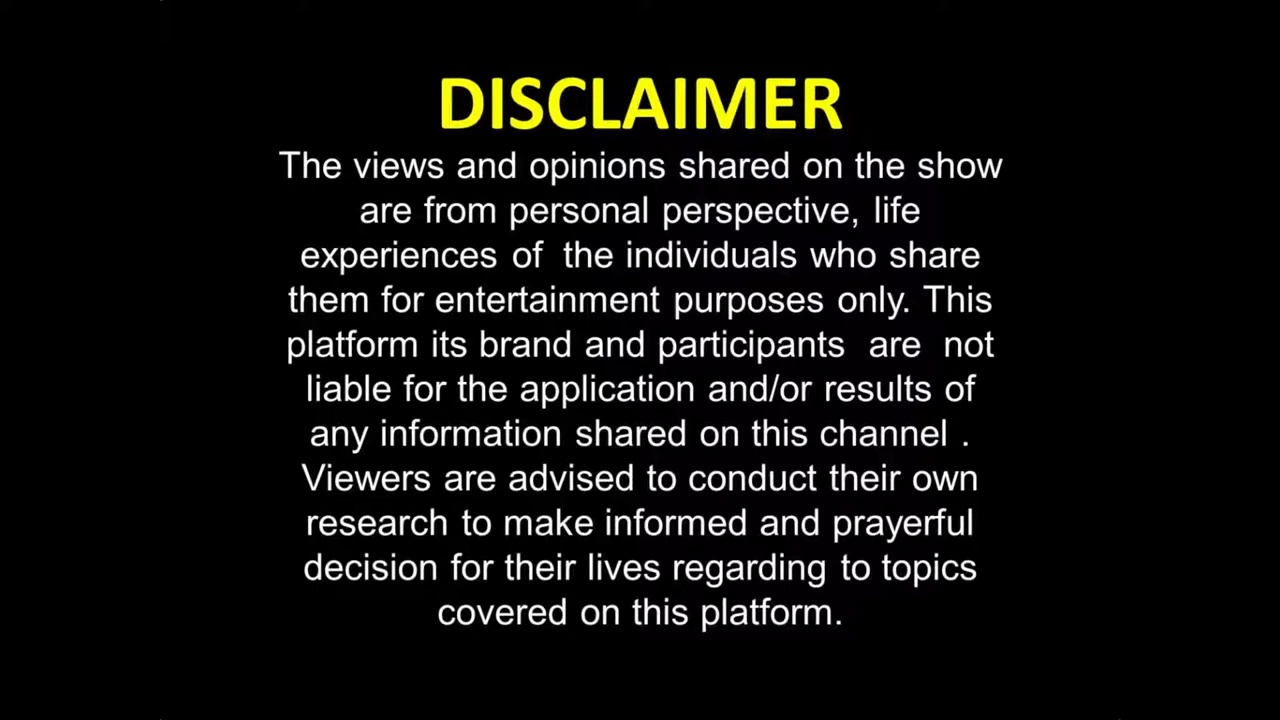 DISCLAIMER
The views and opinions shared on the show
are from personal perspective, life
experiences of  the individuals who share
them for entertainment purposes only. This
platform its brand and participants  are  not
liable for the application and/or results of
any information shared on this channel .
Viewers are advised to conduct their own
research to make informed and prayerful
decision for their lives regarding to topics
covered on this platform.